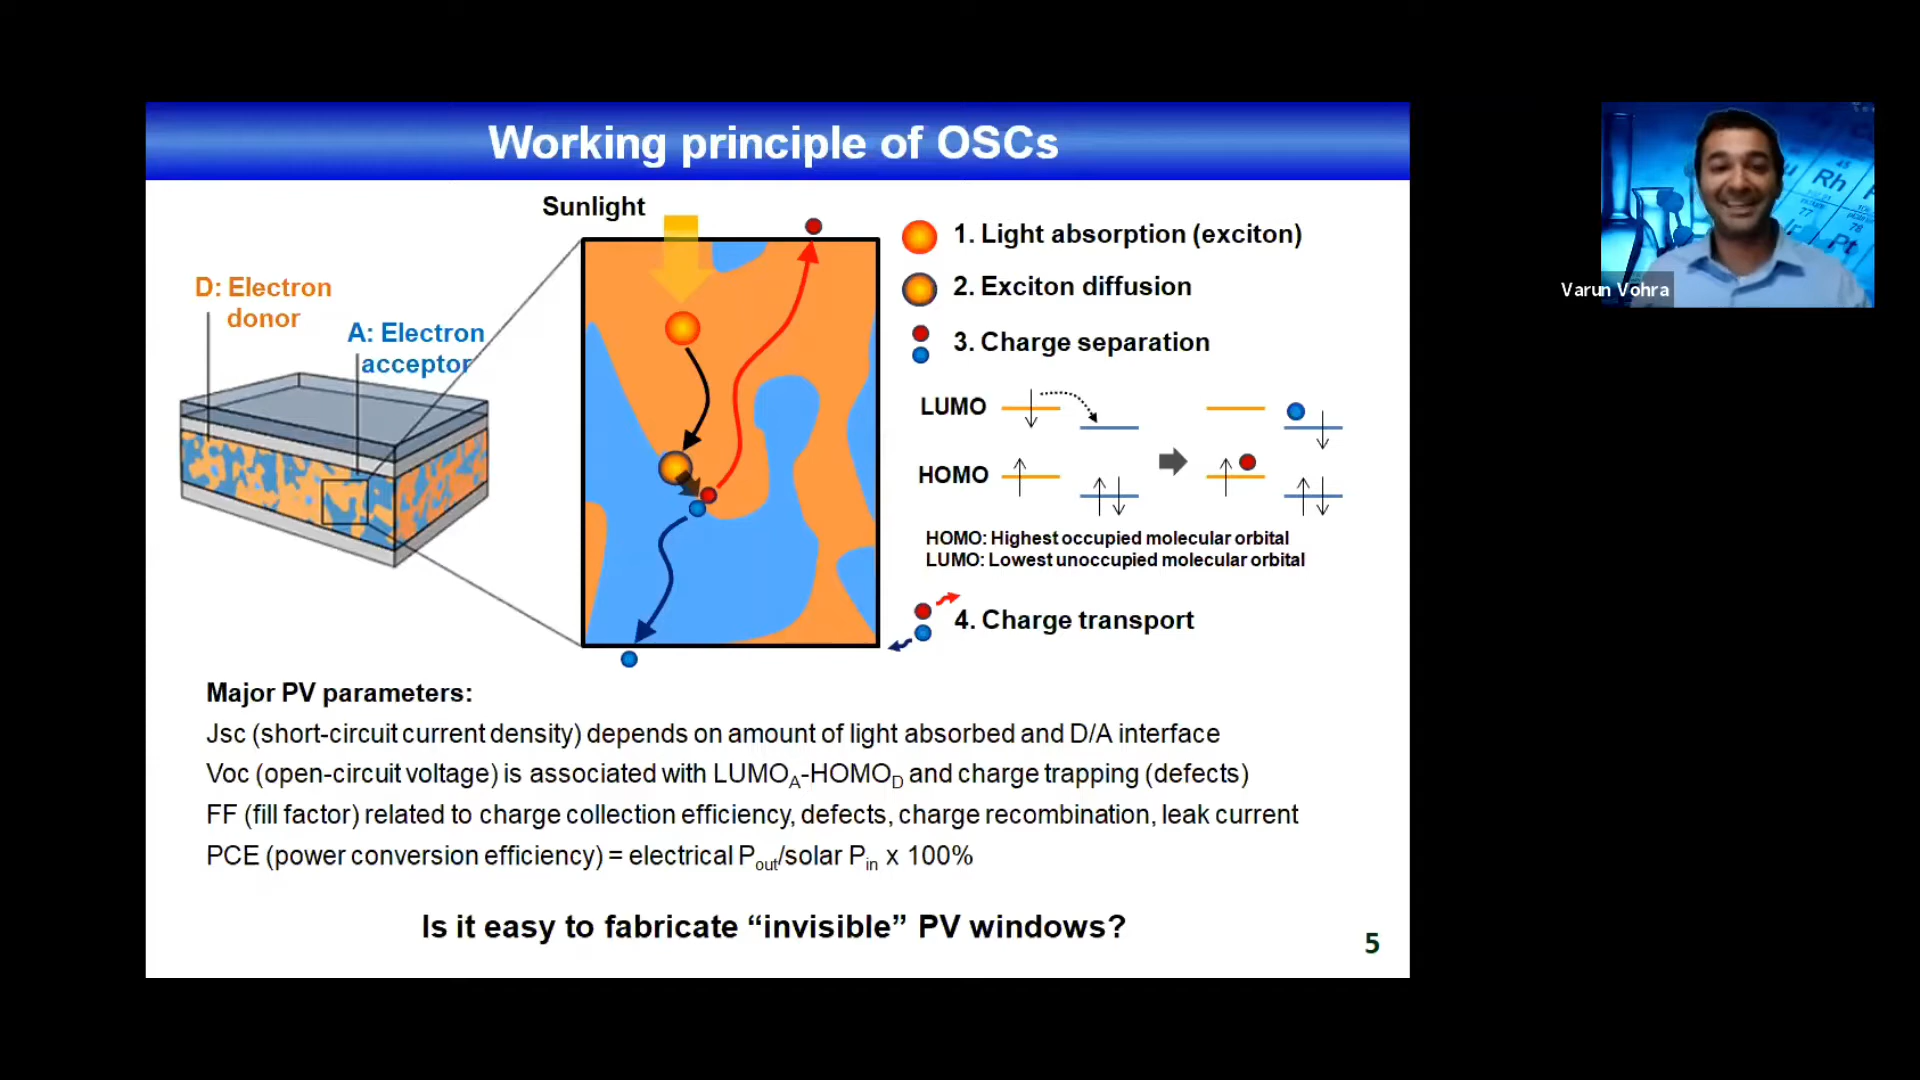 Working principle of OSCs
Sunlight
D: Electron
donor
A: Electron
acceptor
1. Light absorption (exciton)
2. Exciton diffusion
3. Charge separation
LUMO
HOMO
HOMO: Highest occupied molecular orbital
LUMO: Lowest unoccupied molecular orbital
4. Charge transport
Major PV parameters:
Jsc (short-circuit current density) depends on amount of light absorbed and D/A interface
Voc (open-circuit voltage) is associated with LUMOA-HOMOD and charge trapping (defects)
FF (fill factor) related to charge collection efficiency, defects, charge recombination, leak current
PCE (power conversion efficiency) = electrical Pout/solar Pin x 100%
Is it easy to fabricate “invisible” PV windows?
5
Varun Vohra
45
Rh
77
78
Pt